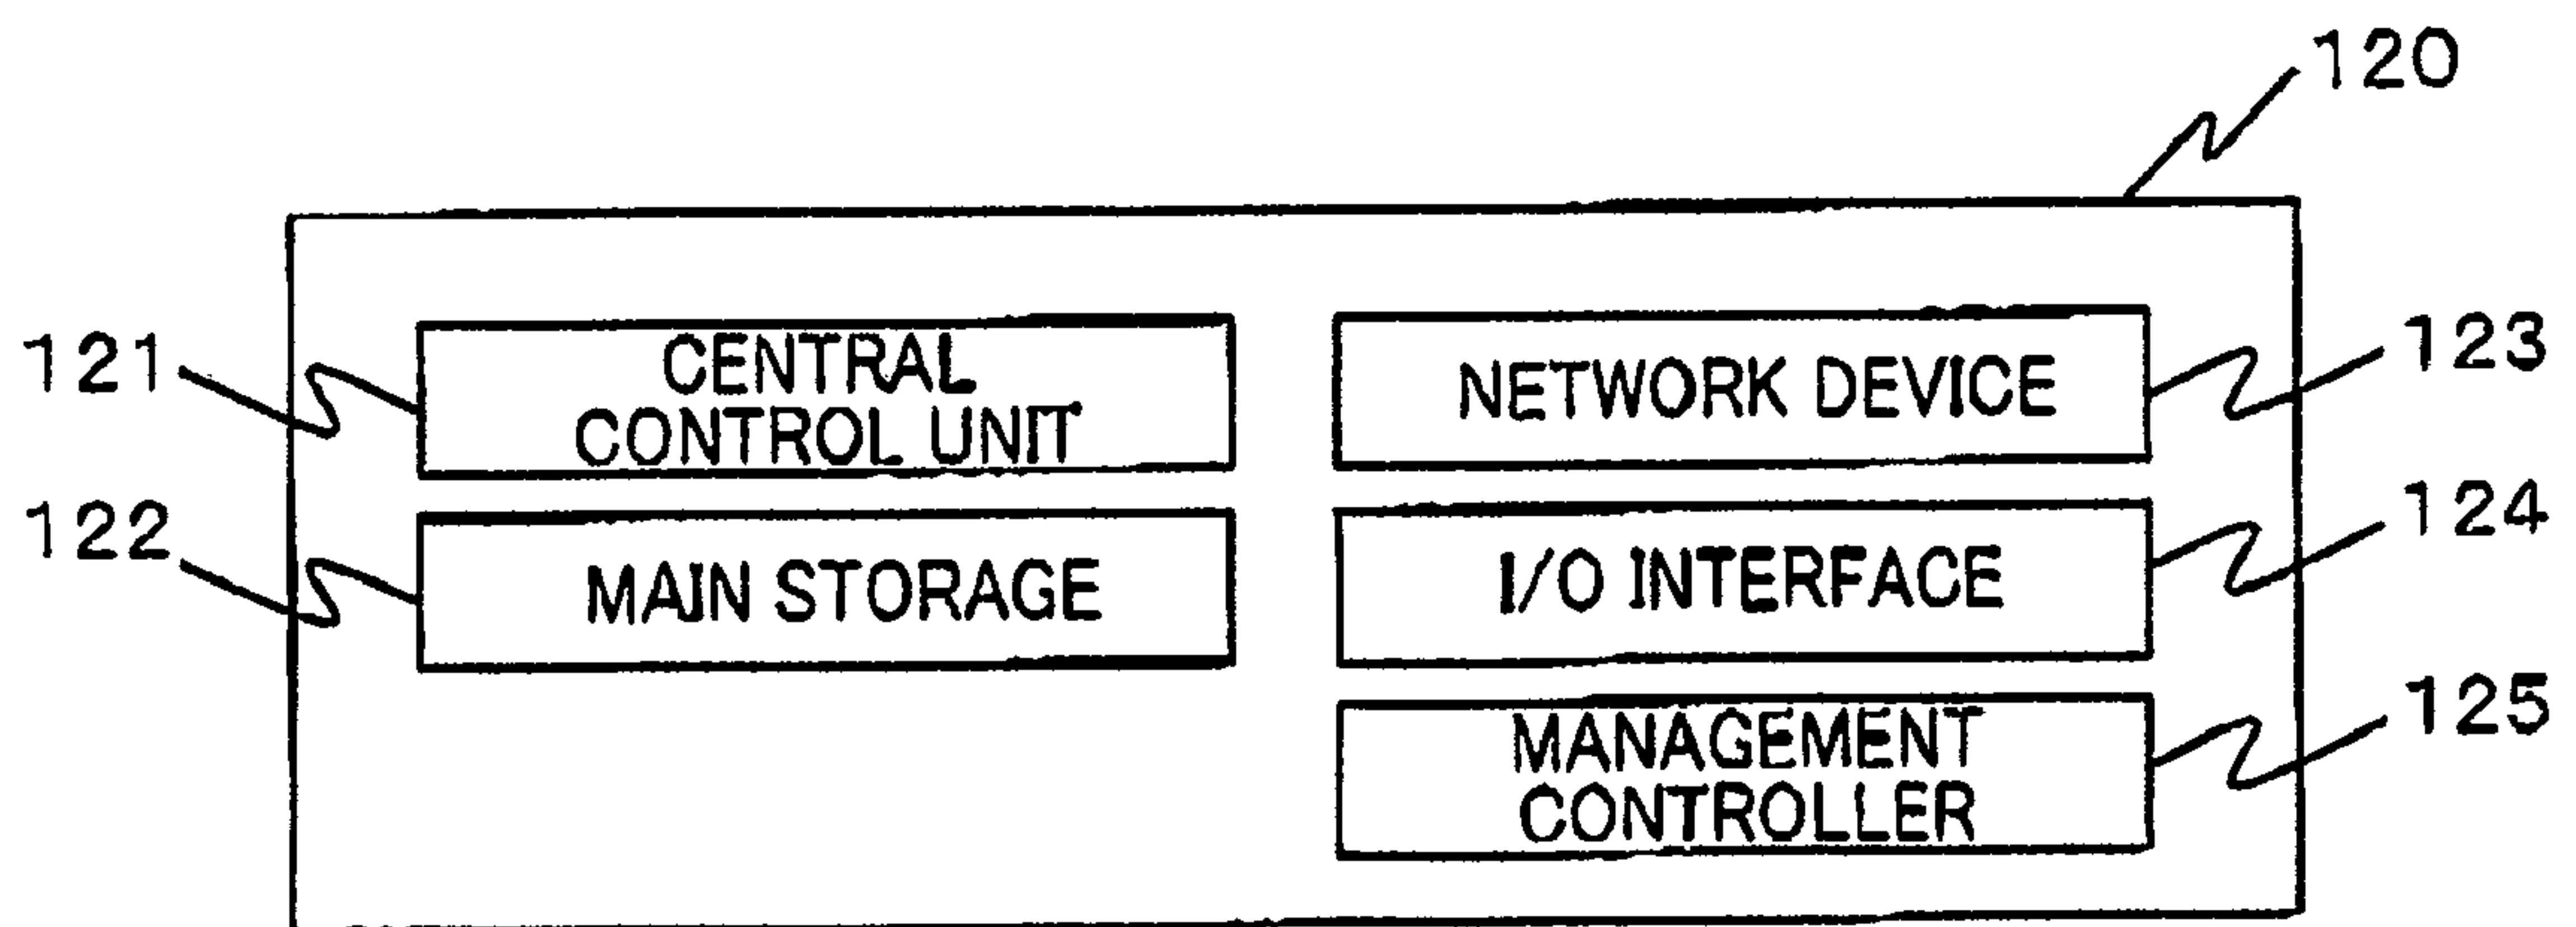 120
121
CENTRAL
CONTROL UNIT
NETWORK DEVICE
123
122
MAIN STORAGE
I/O INTERFACE
124
MANAGEMENT
CONTROLLER
125